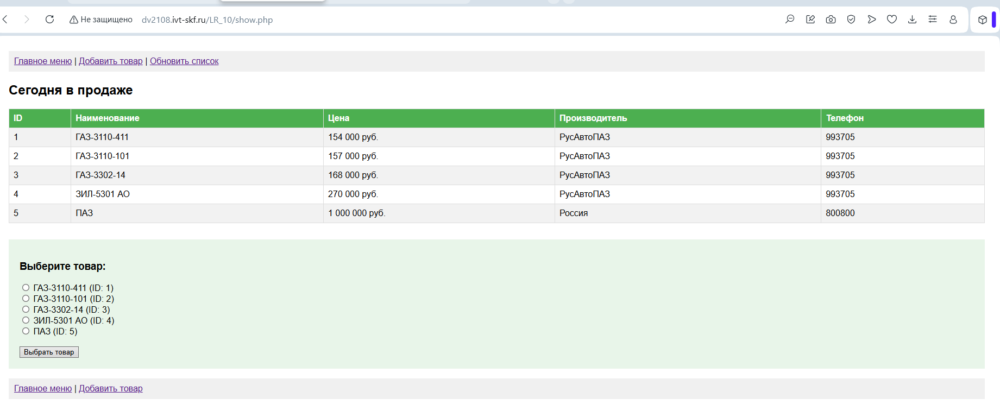 Не защищено dv2108.ivt-skf.ru/LR_10/show.php
Главное меню | Добавить товар | Обновить список
Сегодня в продаже
ID Наименование Цена Производитель Телефон
1 ГАЗ-3110-411 154 000 руб. РусАвтоПАЗ 993705
2 ГАЗ-3110-101 157 000 руб. РусАвтоПАЗ 993705
3 ГАЗ-3302-14 168 000 руб. РусАвтоПАЗ 993705
4 ЗИЛ-5301 АО 270 000 руб. РусАвтоПАЗ 993705
5 ПАЗ 1 000 000 руб. Россия 800800
Выберите товар:
ГАЗ-3110-411 (ID: 1)
ГАЗ-3110-101 (ID: 2)
ГАЗ-3302-14 (ID: 3)
ЗИЛ-5301 АО (ID: 4)
ПАЗ (ID: 5)
Выбрать товар
Главное меню | Добавить товар